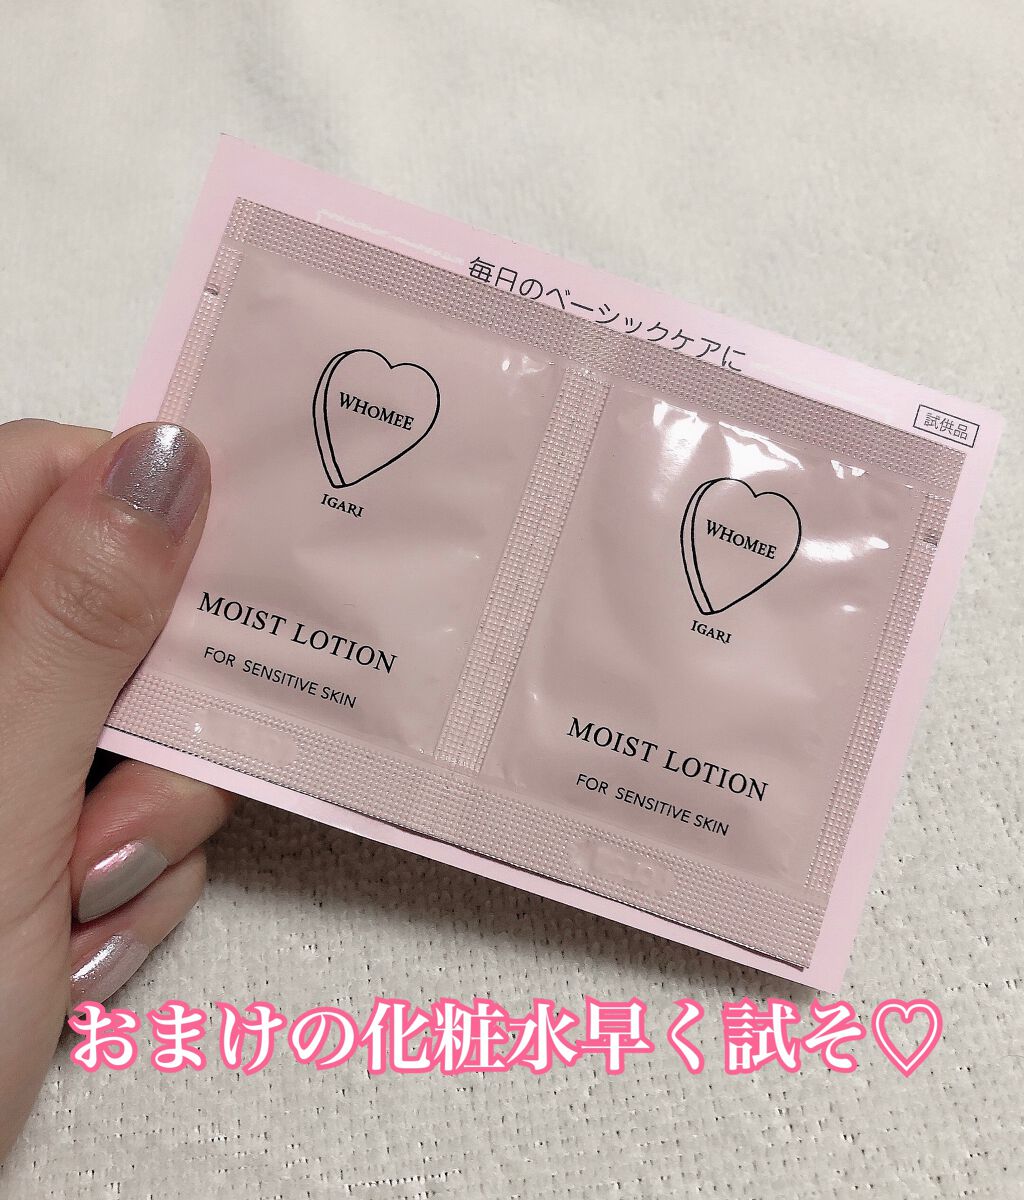 毎日のベーシックケアに
試供品
WHOMEE
IGARI
MOIST LOTION
FOR SENSITIVE SKIN
WHOMEE
IGARI
MOIST LOTION
FOR SENSITIVE SKIN
おまけの化粧水早く試そ♡